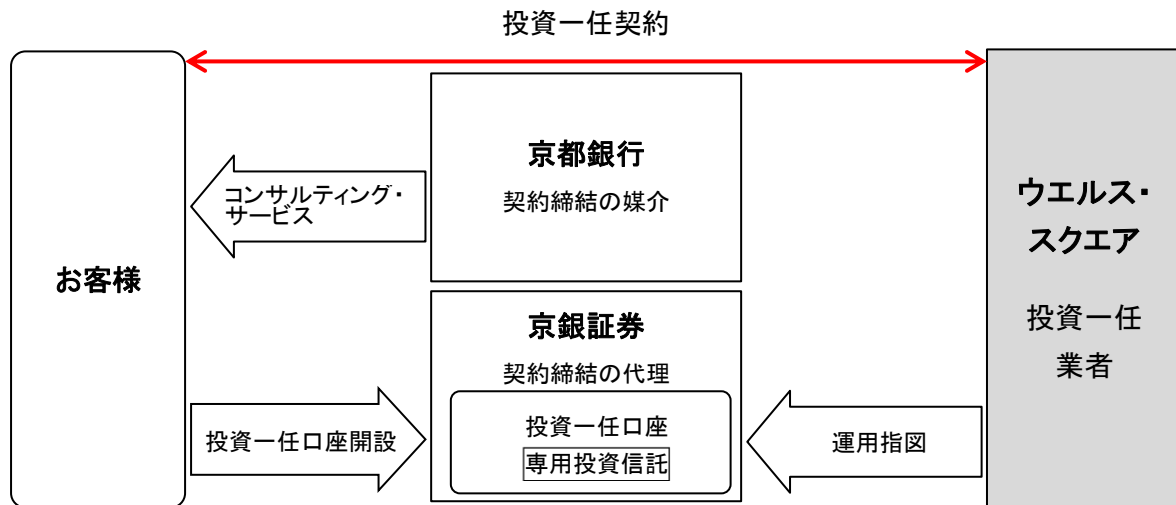 投資一任契約
お客様
コンサルティング・
サービス
京都銀行
契約締結の媒介
京銀証券
契約締結の代理
投資一任口座
専用投資信託
投資一任口座開設
運用指図
ウエルス・
スクエア
投資一任
業者